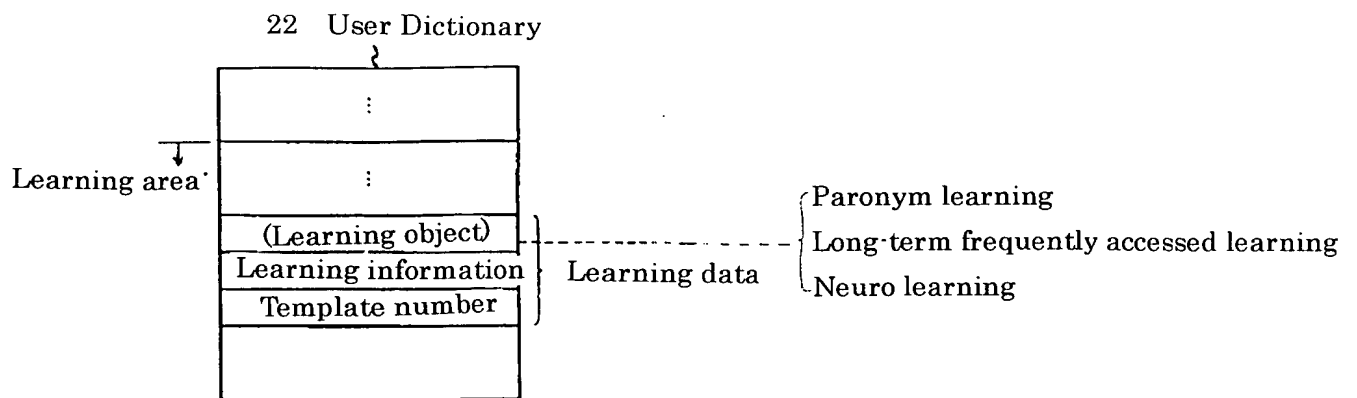 22 User Dictionary
⋮
Learning area
⋮
Paronym learning
(Learning object)
Long-term frequently accessed learning
Learning information
Learning data
Neuro learning
Template number